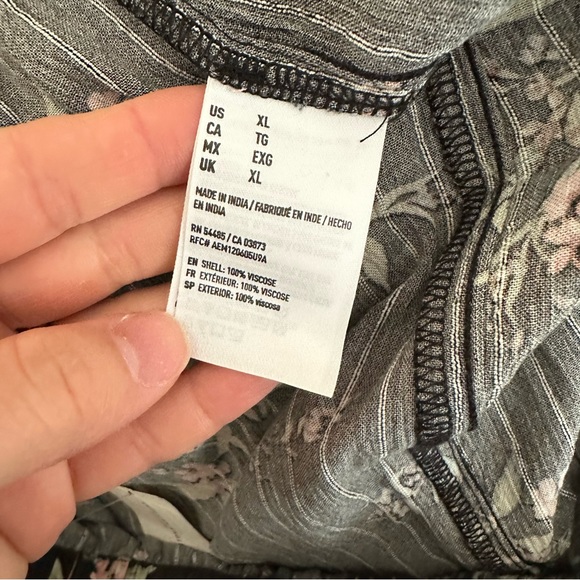 US XL
CA TG
MX EXG
UK XL
MADE IN INDIA / FABRIQUÉ EN INDE / HECHO
EN INDIA
RN 54485 / CA 03873
RFC# AEM120605U9A
EN SHELL: 100% VISCOSE
FR EXTÉRIEUR: 100% VISCOSE
SP EXTERIOR: 100% viscosa